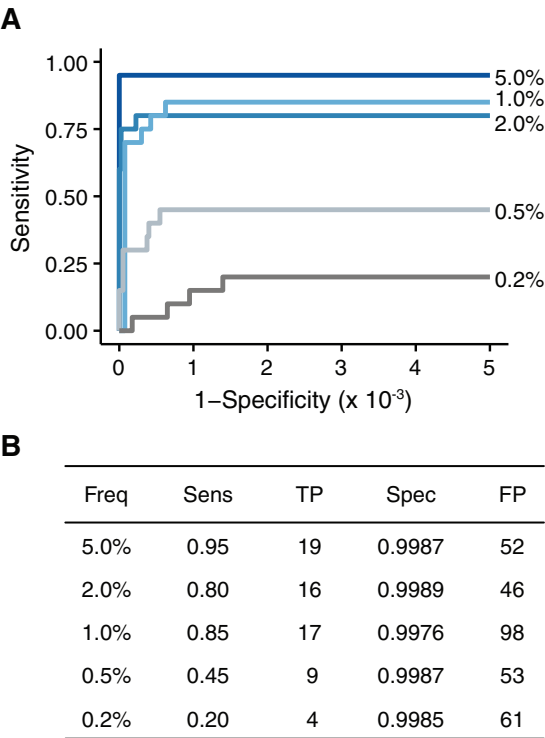 A
Sensitivity
1.00
0.75
0.50
0.25
0.00
5.0%
1.0%
2.0%
0.5%
0.2%
0 1 2 3 4 5
1−Specificity (x 10⁻³)
B
Freq Sens TP Spec FP
5.0% 0.95 19 0.9987 52
2.0% 0.80 16 0.9989 46
1.0% 0.85 17 0.9976 98
0.5% 0.45 9 0.9987 53
0.2% 0.20 4 0.9985 61